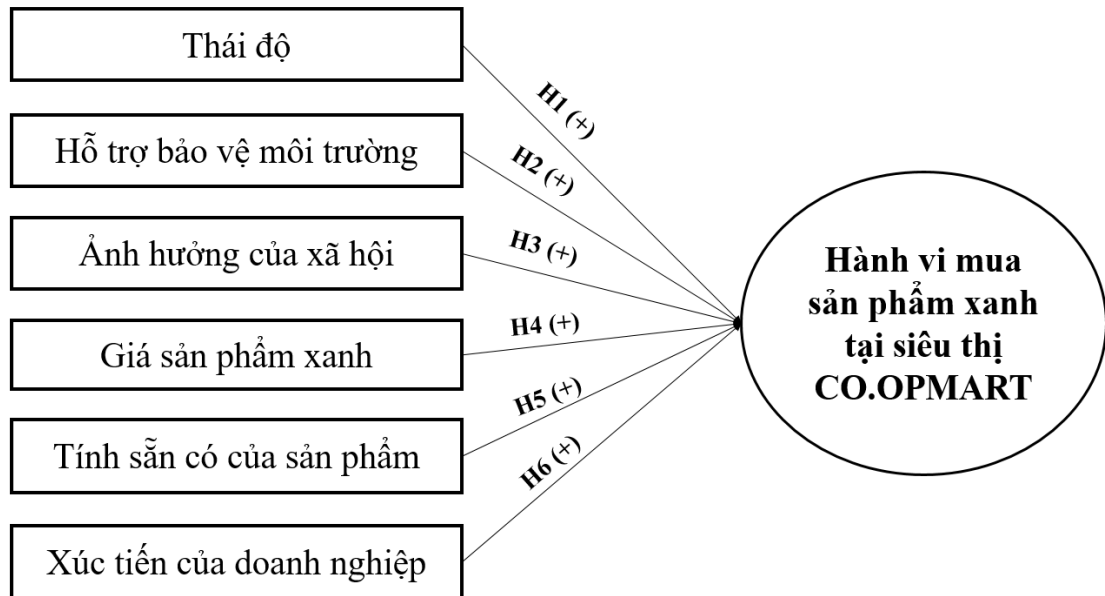 Thái độ
Hỗ trợ bảo vệ môi trường
Ảnh hưởng của xã hội
Giá sản phẩm xanh
Tính sẵn có của sản phẩm
Xúc tiến của doanh nghiệp
H1 (+)
H2 (+)
H3 (+)
H4 (+)
H5 (+)
H6 (+)
Hành vi mua
sản phẩm xanh
tại siêu thị
CO.OPMART